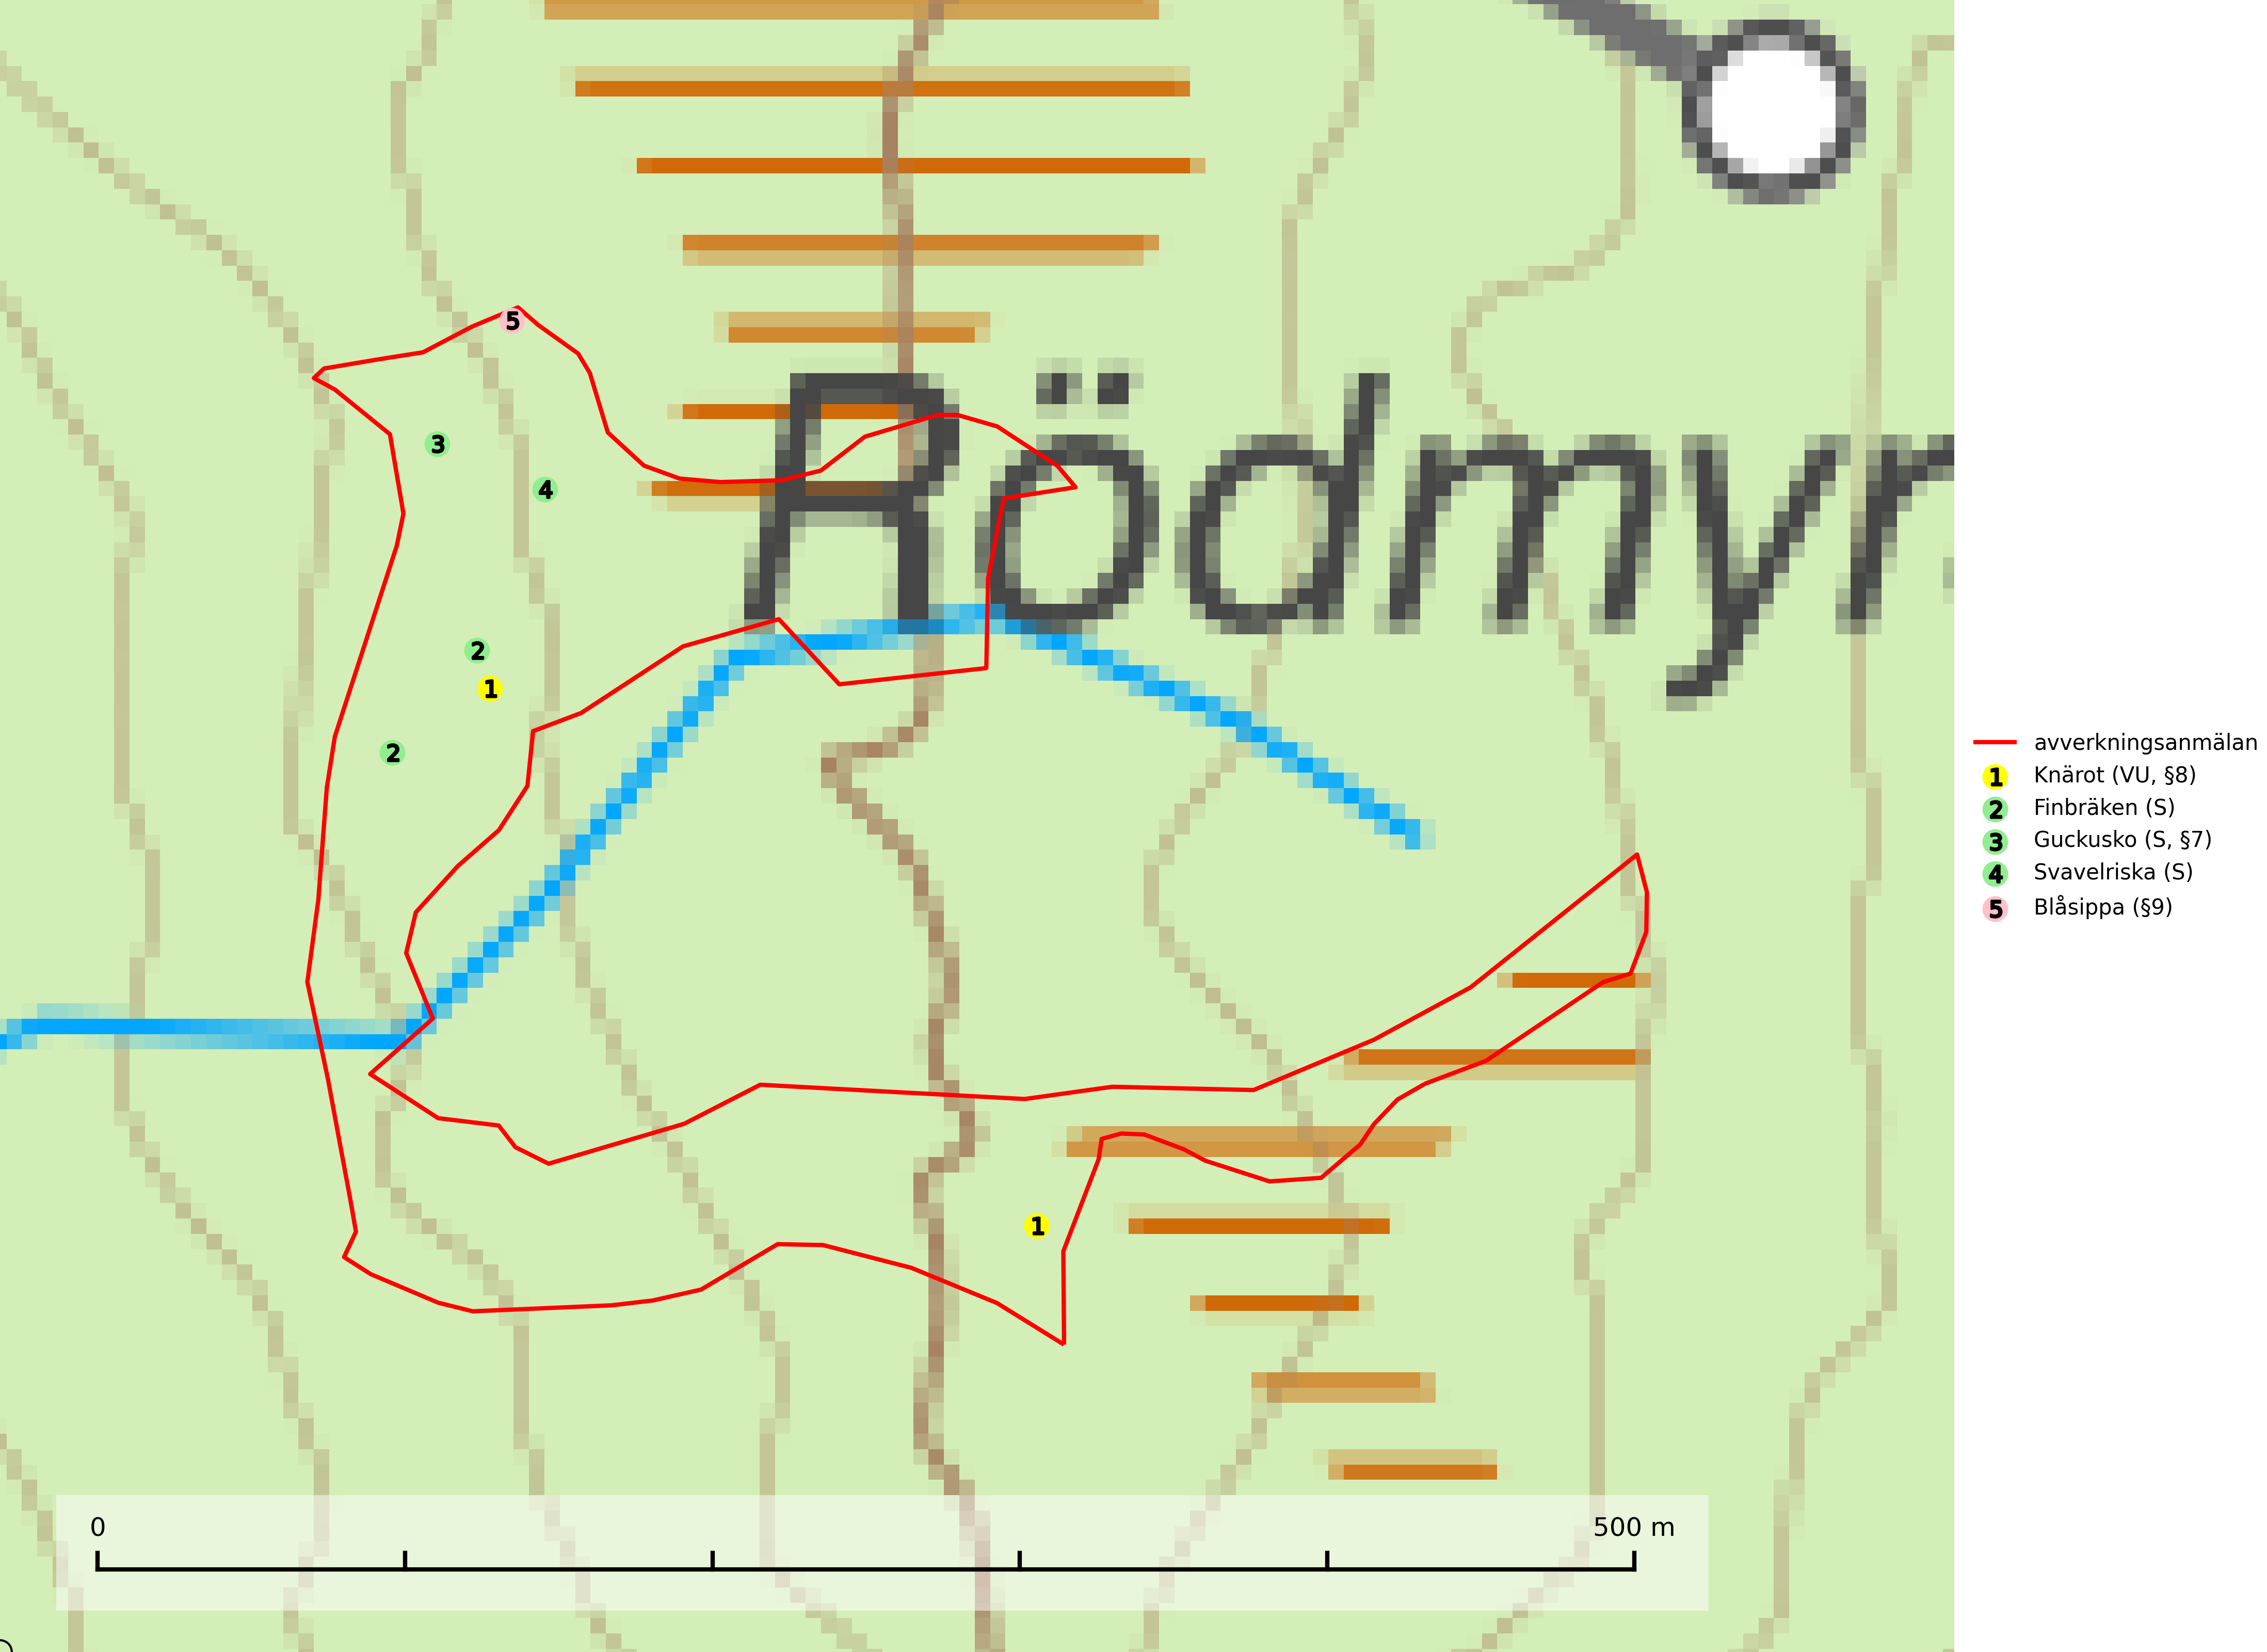 5
3
4
Rödmyr
2
1
2
1
avverkningsanmälan
1 Knärot (VU, §8)
2 Finbräken (S)
3 Guckusko (S, §7)
4 Svavelriska (S)
5 Blåsippa (§9)
0 500 m